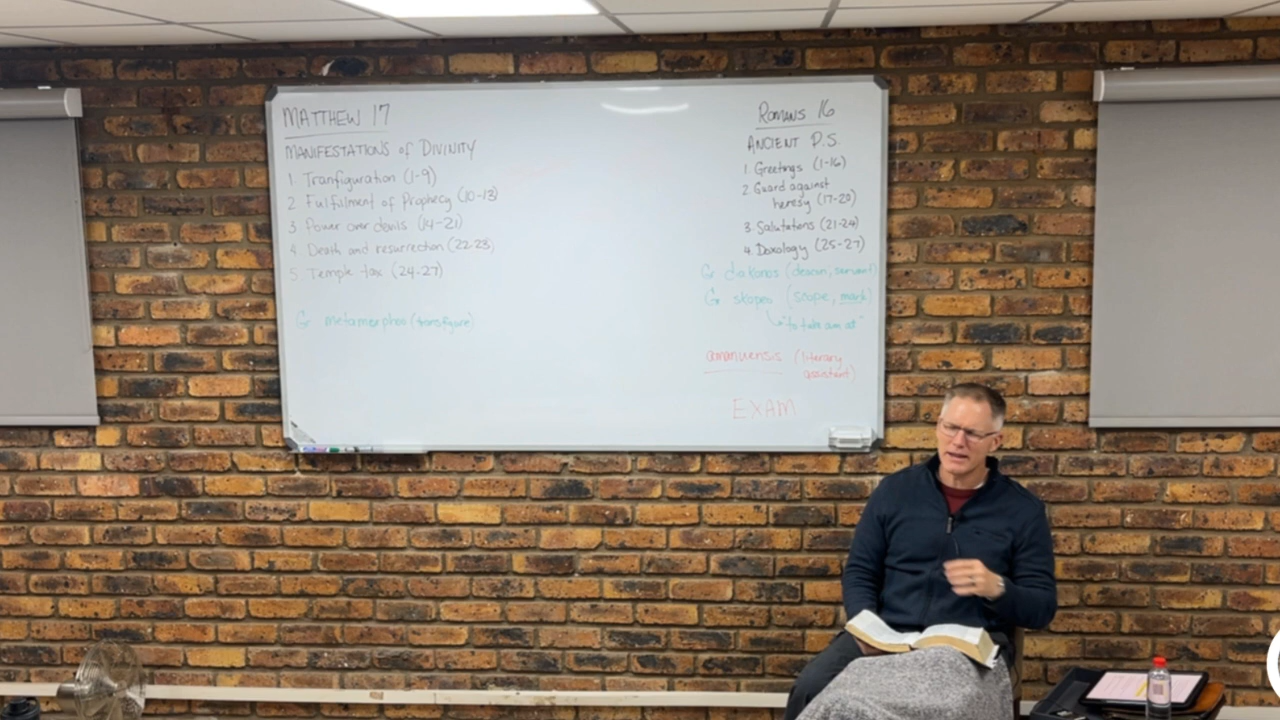 MATTHEW 17
MANIFESTATIONS of DIVINITY
1. Tranfiguration (1-9)
2. Fulfilment of Prophecy (10-13)
3. Power over devils (14-21)
4. Death and resurrection (22-23)
5. Temple tax (24-27)
Gr metamorphoo (transfigure)
ROMANS 16
ANCIENT P.S.
1. Greetings (1-16)
2. Guard against
heresy (17-20)
3. Salutations (21-24)
4. Doxology (25-27)
Gr diakonos (deacon, servant)
Gr skopeo (scope, mark)
"to take aim at"
amanuensis (literary
assistant)
EXAM